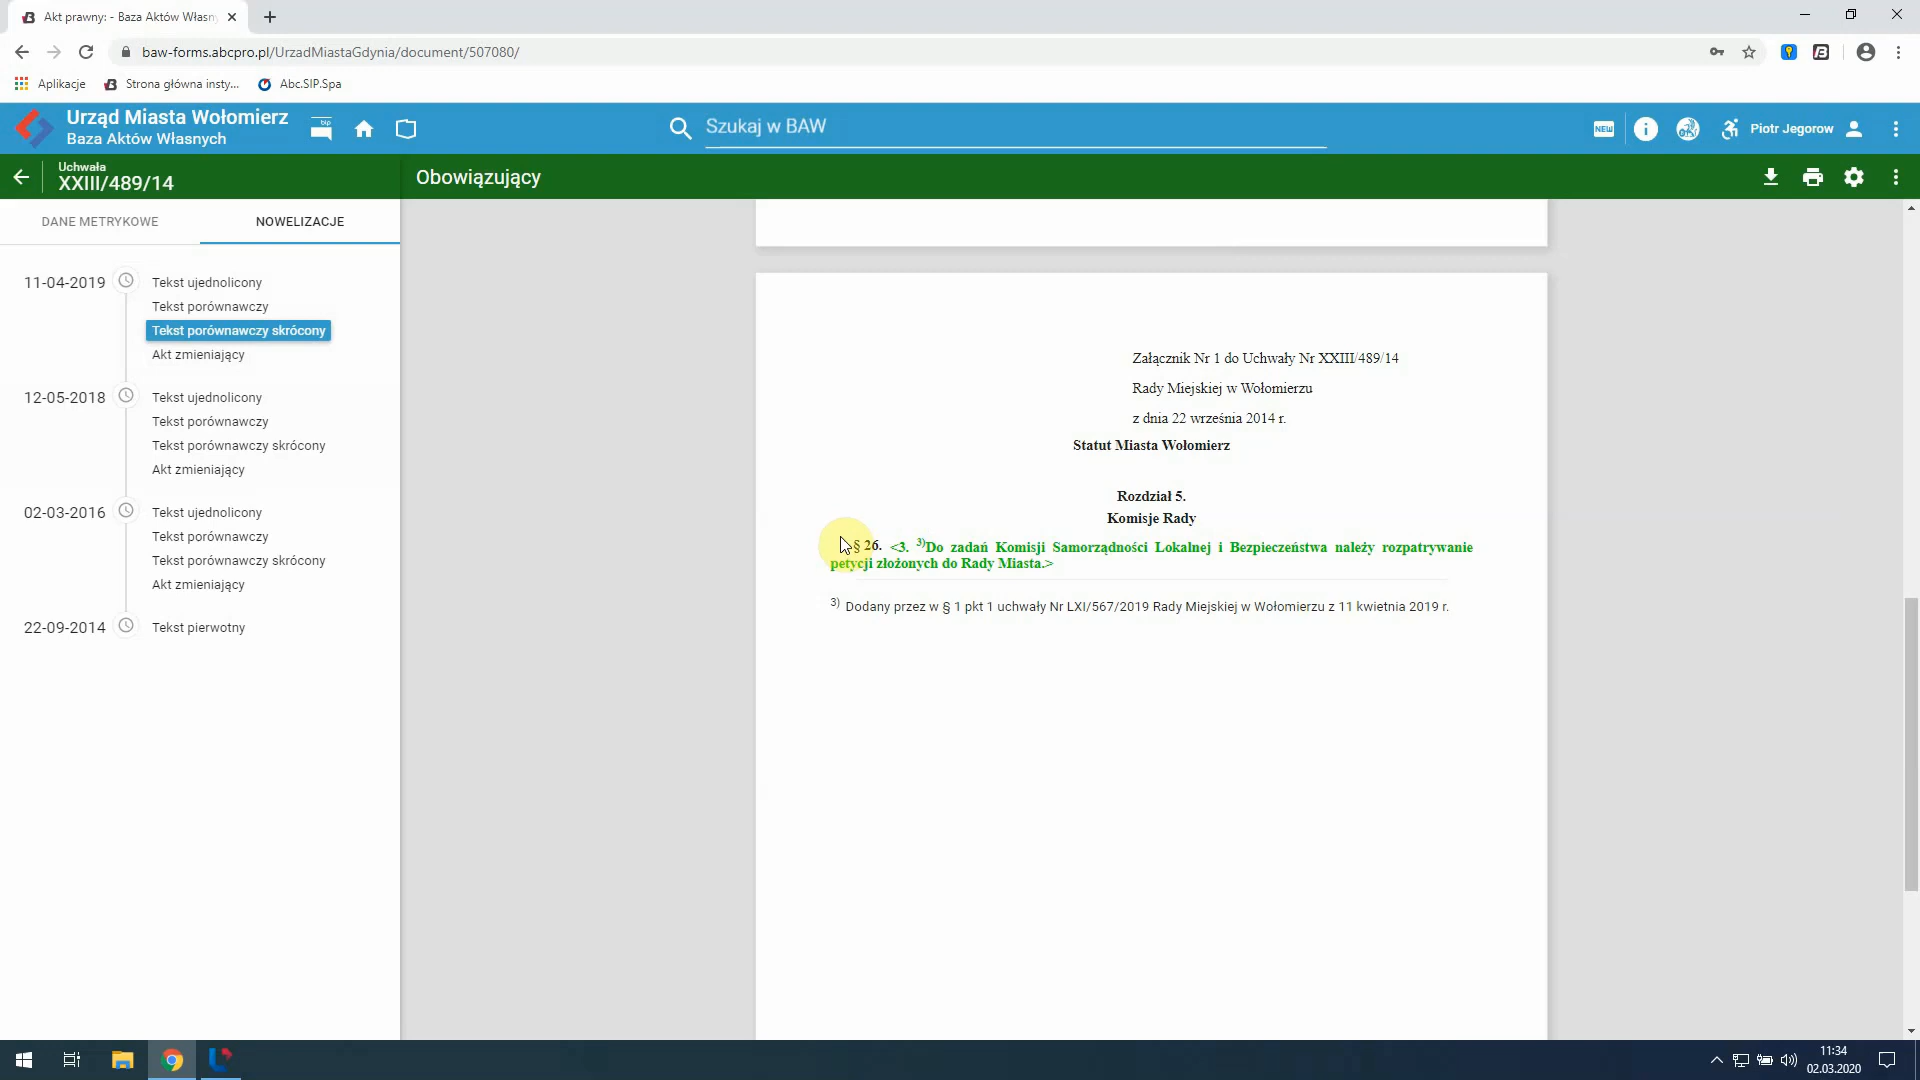 Akt prawny: - Baza Aktów Własn
baw-forms.abcpro.pl/UrzadMiastaGdynia/document/507080/
Aplikacje
Strona główna insty...
Abc.SIP.Spa
Urząd Miasta Wołomierz
Baza Aktów Własnych
bip
Szukaj w BAW
NEW
Piotr Jegorow
Uchwała
XXIII/489/14
Obowiązujący
DANE METRYKOWE
NOWELIZACJE
11-04-2019
Tekst ujednolicony
Tekst porównawczy
Tekst porównawczy skrócony
Akt zmieniający
12-05-2018
Tekst ujednolicony
Tekst porównawczy
Tekst porównawczy skrócony
Akt zmieniający
02-03-2016
Tekst ujednolicony
Tekst porównawczy
Tekst porównawczy skrócony
Akt zmieniający
22-09-2014
Tekst pierwotny
Załącznik Nr 1 do Uchwały Nr XXIII/489/14
Rady Miejskiej w Wołomierzu
z dnia 22 września 2014 r.
Statut Miasta Wołomierz
Rozdział 5.
Komisje Rady
§ 26. <3. 3)Do zadań Komisji Samorządności Lokalnej i Bezpieczeństwa należy rozpatrywanie
petycji złożonych do Rady Miasta.>
3) Dodany przez w § 1 pkt 1 uchwały Nr LXI/567/2019 Rady Miejskiej w Wołomierzu z 11 kwietnia 2019 r.
11:34
02.03.2020